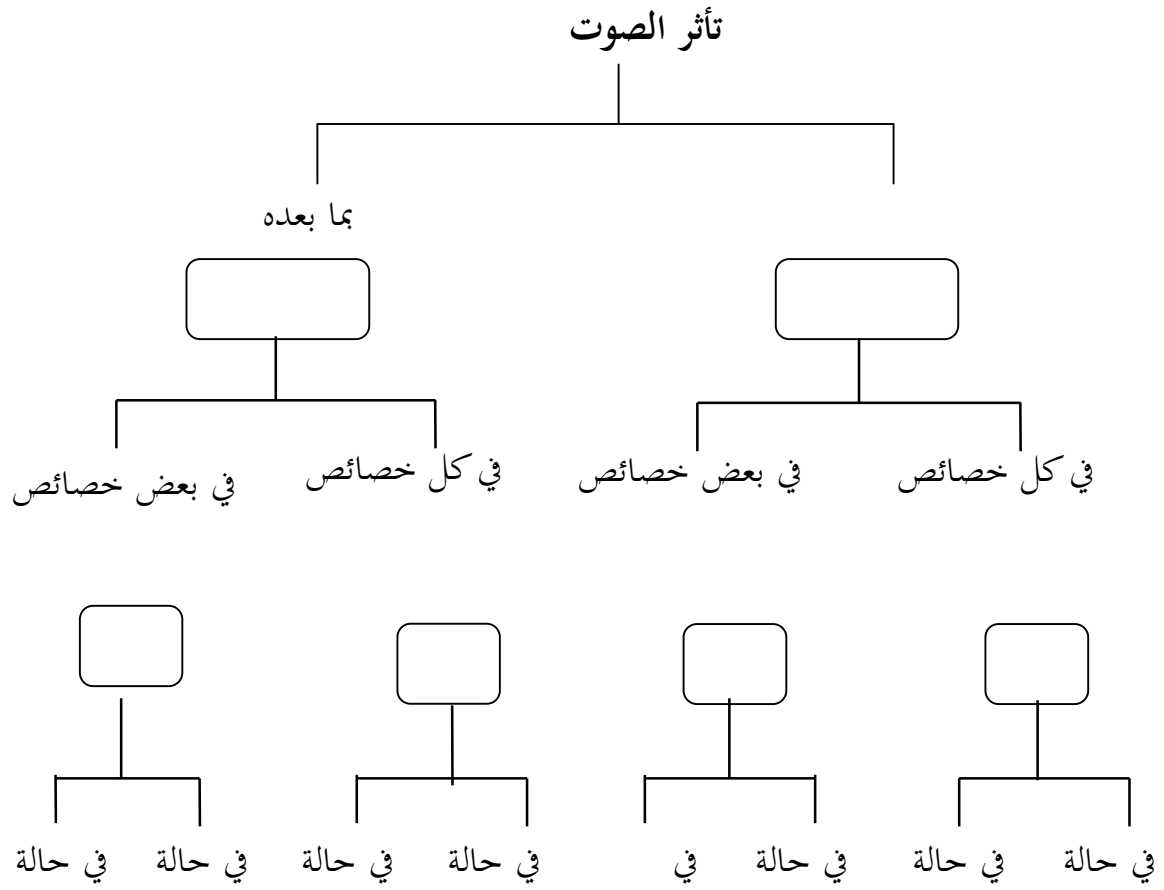 تأثر الصوت
بما بعده
في كل خصائص
في بعض خصائص
في كل خصائص
في بعض خصائص
في حالة
في حالة
في حالة
في
في حالة
في حالة
في حالة
في حالة